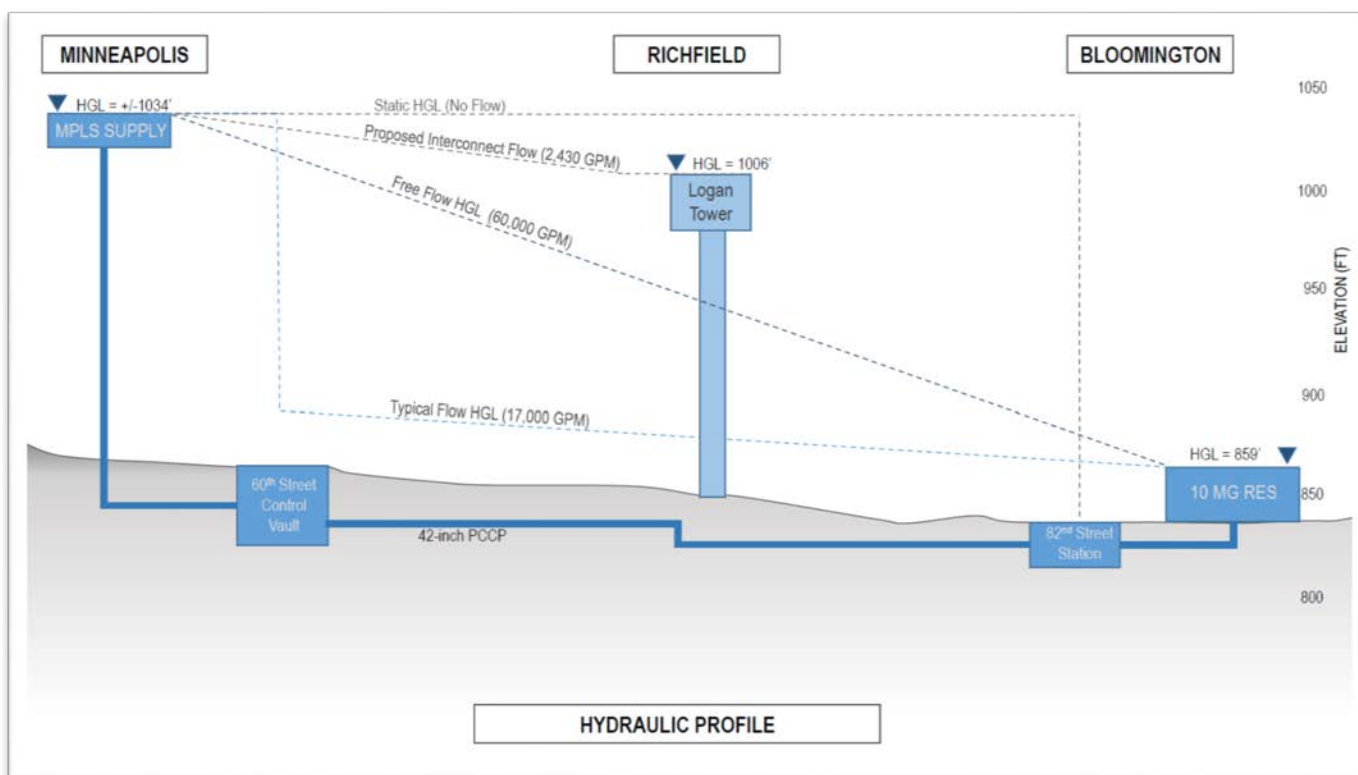 MINNEAPOLIS
RICHFIELD
BLOOMINGTON
HGL = +/-1034'
MPLS SUPPLY
Static HGL (No Flow)
1050
Proposed Interconnect Flow (2,430 GPM)
HGL = 1006'
Logan
Tower
1000
Free Flow HGL (60,000 GPM)
950
ELEVATION (FT)
900
Typical Flow HGL (17,000 GPM)
HGL = 859'
60th Street
Control
Vault
10 MG RES
850
42-inch PCCP
82nd Street
Station
800
HYDRAULIC PROFILE